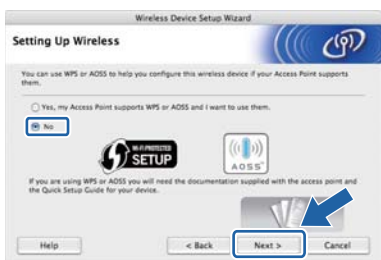 Wireless Device Setup Wizard
Setting Up Wireless
You can use WPS or AOSS to help you configure this wireless device if your Access Point supports
them.
Yes, my Access Point supports WPS or AOSS and I want to use them.
No
Wi-Fi PROTECTED
SETUP
AOSS
If you are using WPS or AOSS you will need the documentation supplied with the access point and
the Quick Setup Guide for your device.
Help
< Back
Next >
Cancel